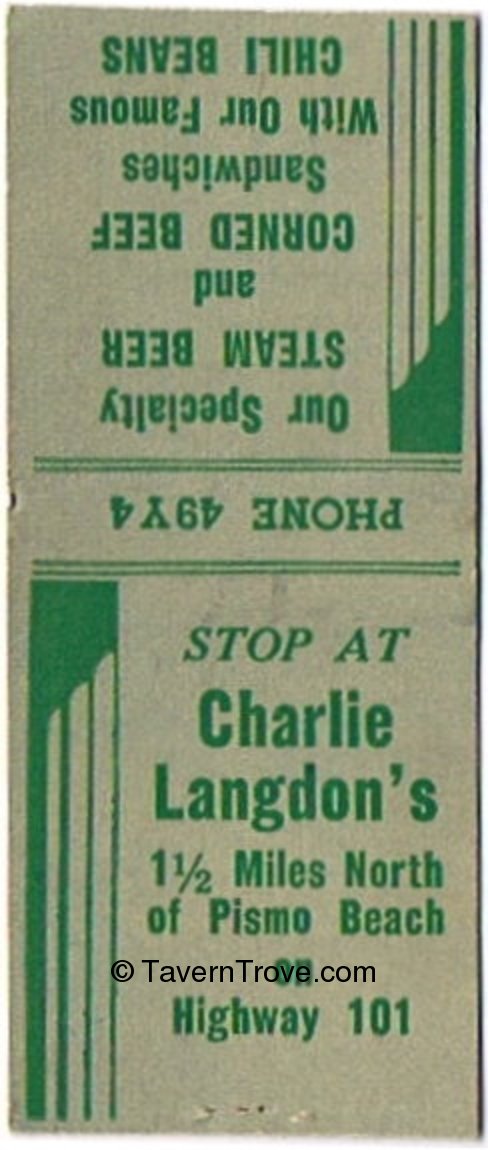 Our Specialty
STEAM BEER
and
CORNED BEEF
Sandwiches
With Our Famous
CHILI BEANS
PHONE 49Y4
STOP AT
Charlie
Langdon's
1½ Miles North
of Pismo Beach
on
© TavernTrove.com
Highway 101